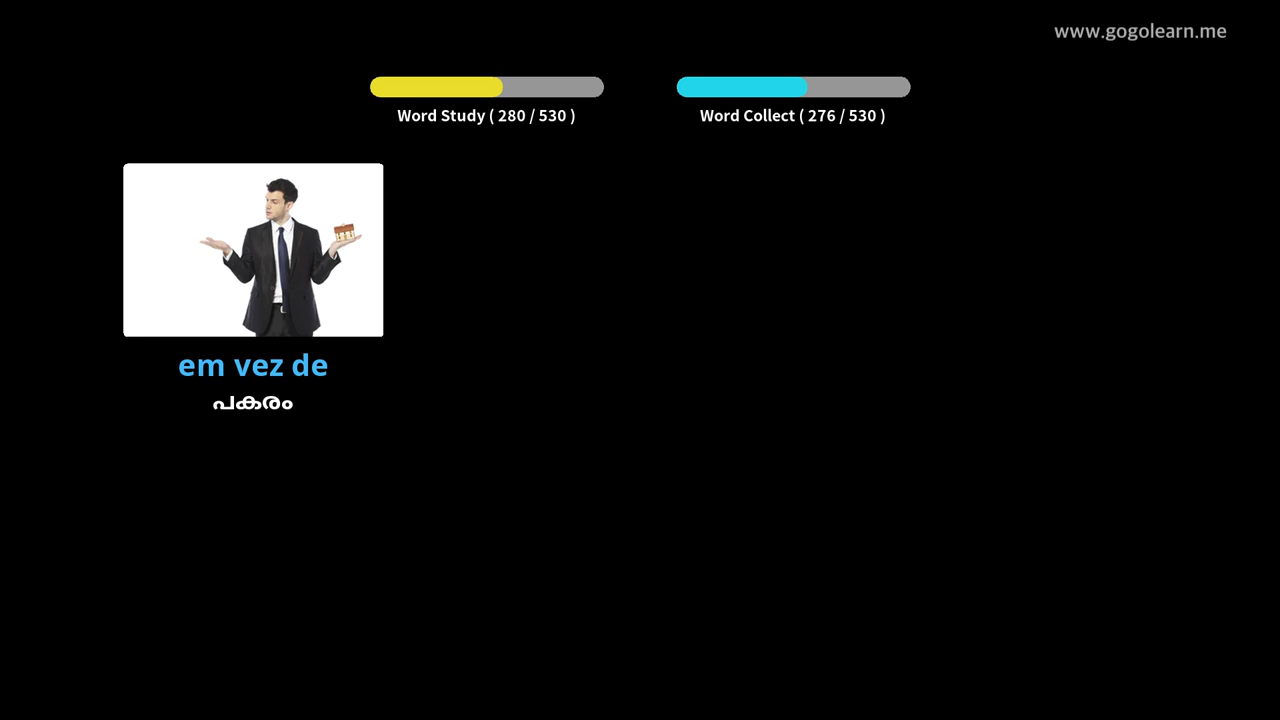 www.gogolearn.me
Word Study ( 280 / 530 )
Word Collect ( 276 / 530 )
em vez de
പകരം